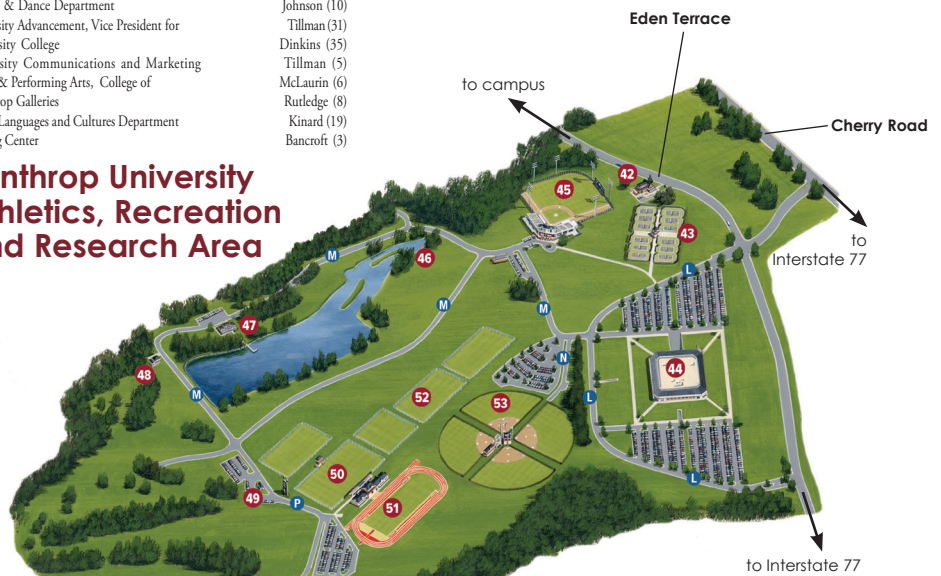 & Dance Department Johnson (10)
sity Advancement, Vice President for Tillman (31)
sity College Dinkins (35)
sity Communications and Marketing Tillman (5)
& Performing Arts, College of McLaurin (6)
op Galleries Rutledge (8)
Languages and Cultures Department Kinard (19)
g Center Bancroft (3)
nthrop University
hletics, Recreation
nd Research Area
Eden Terrace
to campus
Cherry Road
42
45
43
to
Interstate 77
46
M
L
M
M
47
44
N
48
M
52
L
53
50
L
49
P
51
to Interstate 77